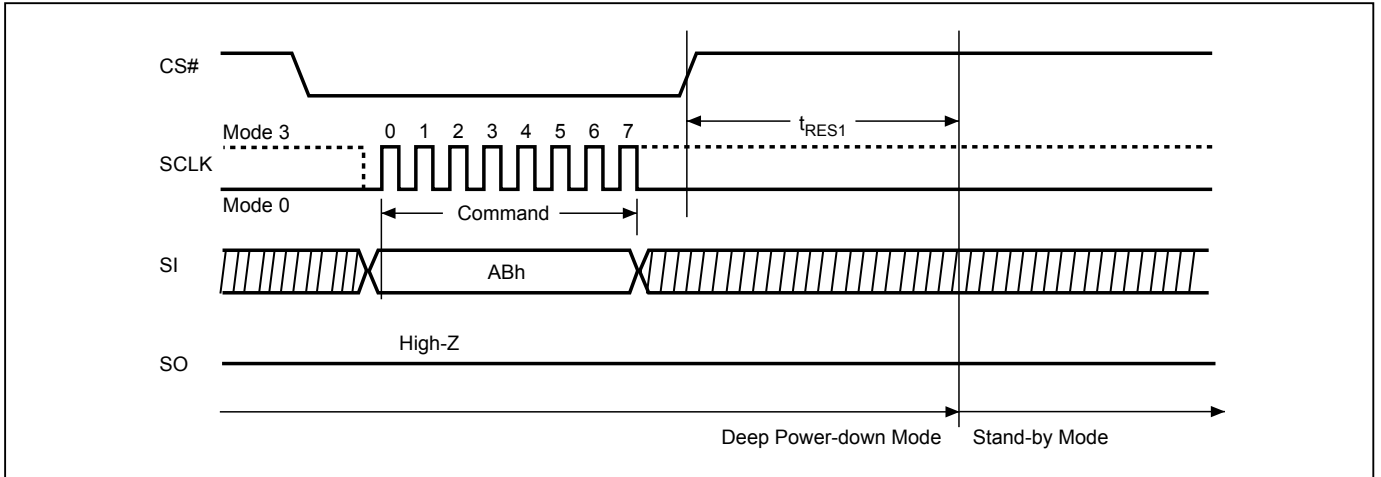 CS#
tRES1
Mode 3
0 1 2 3 4 5 6 7
SCLK
Mode 0
Command
SI
ABh
High-Z
SO
Deep Power-down Mode Stand-by Mode